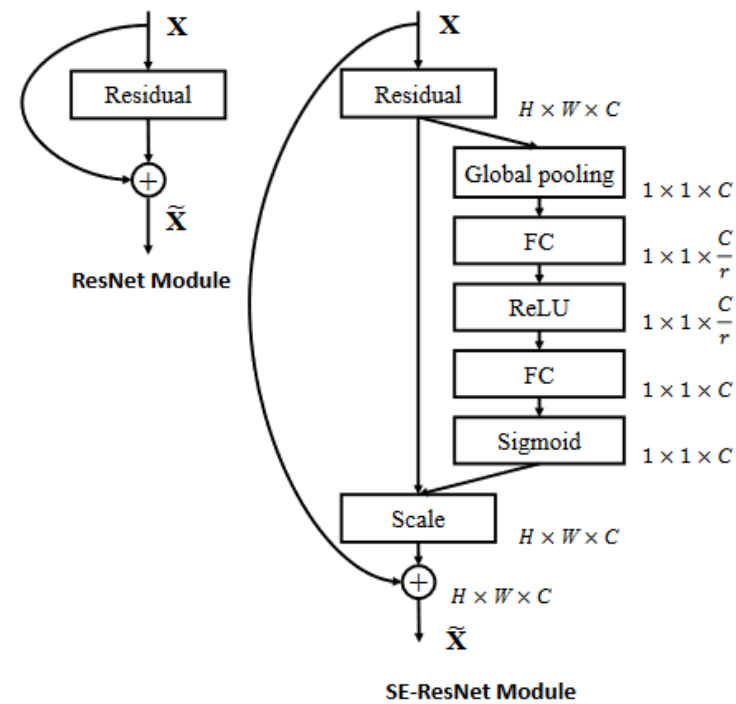 X
Residual
+
X̃
ResNet Module
X
Residual
H × W × C
Global pooling
1 × 1 × C
FC
1 × 1 × C/r
ReLU
1 × 1 × C/r
FC
1 × 1 × C
Sigmoid
1 × 1 × C
Scale
H × W × C
+
H × W × C
X̃
SE-ResNet Module